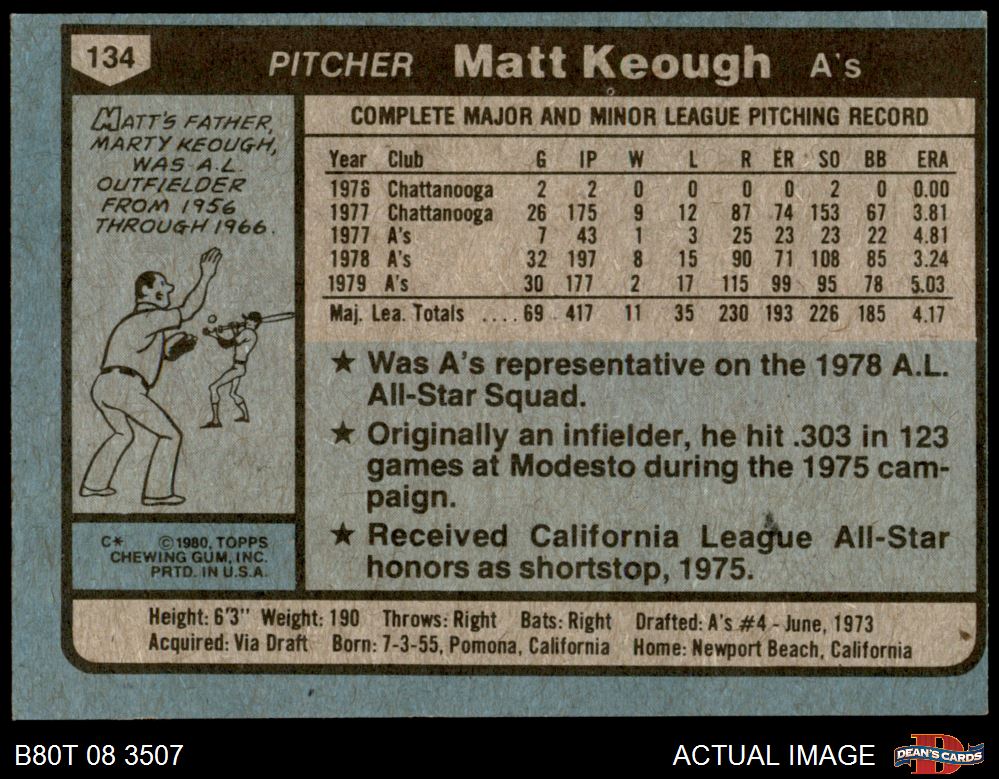 134 PITCHER Matt Keough A's
MATT'S FATHER,
MARTY KEOUGH,
WAS A.L.
OUTFIELDER
FROM 1956
THROUGH 1966.
COMPLETE MAJOR AND MINOR LEAGUE PITCHING RECORD
Year Club G IP W L R ER SO BB ERA
1976 Chattanooga 2 2 0 0 0 0 2 0 0.00
1977 Chattanooga 26 175 9 12 87 74 153 67 3.81
1977 A's 7 43 1 3 25 23 23 22 4.81
1978 A's 32 197 8 15 90 71 108 85 3.24
1979 A's 30 177 2 17 115 99 95 78 5.03
Maj. Lea. Totals ....69 417 11 35 230 193 226 185 4.17
★ Was A's representative on the 1978 A.L.
All-Star Squad.
★ Originally an infielder, he hit .303 in 123
games at Modesto during the 1975 cam-
paign.
★ Received California League All-Star
honors as shortstop, 1975.
C* ©1980, TOPPS
CHEWING GUM, INC.
PRTD. IN U.S.A.
Height: 6'3" Weight: 190 Throws: Right Bats: Right Drafted: A's #4 - June, 1973
Acquired: Via Draft Born: 7-3-55, Pomona, California Home: Newport Beach, California
B80T 08 3507 ACTUAL IMAGE DEAN'S CARDS